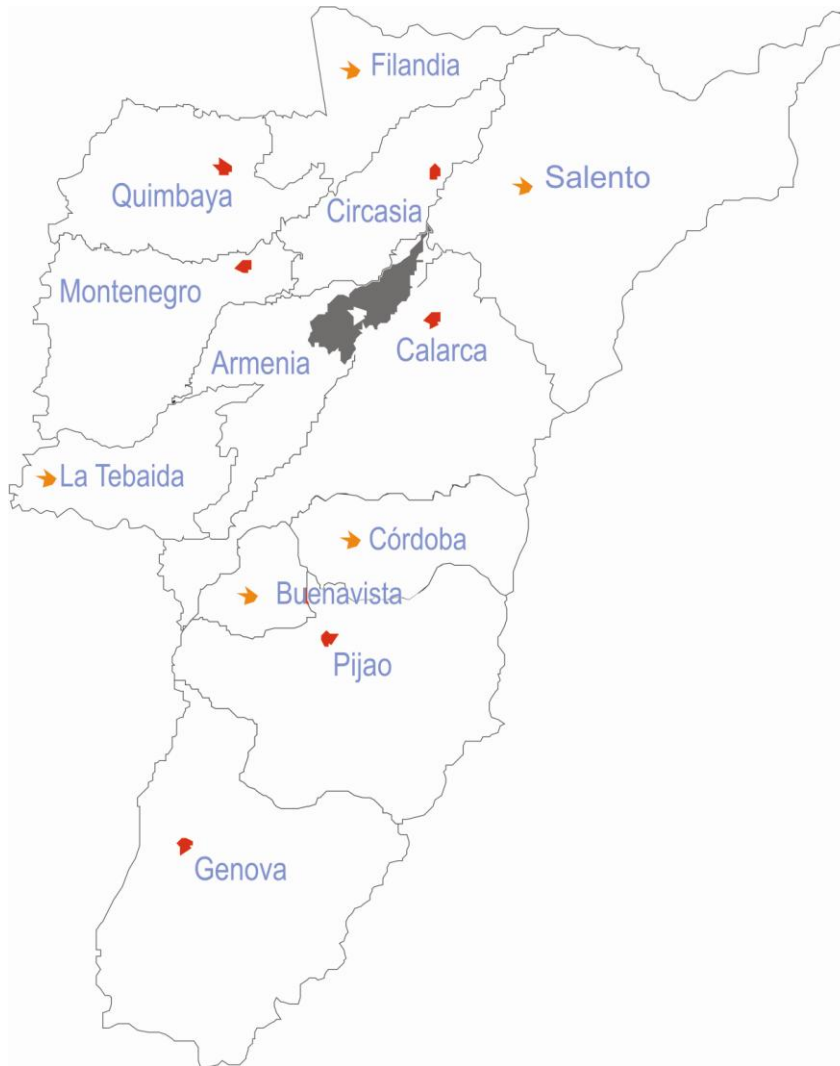 Filandia
Salento
Quimbaya
Circasia
Montenegro
Armenia
Calarca
La Tebaida
Córdoba
Buenavista
Pijao
Genova